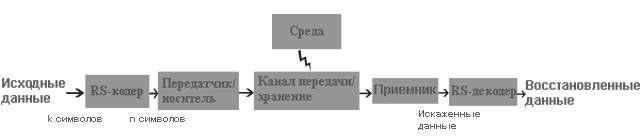 Среда
Исходные
данные
RS-кодер
Передатчик/
носитель
Канал передачи/
хранение
Приемник
RS-декодер
Восстановленные
данные
k символов
n символов
Искаженные
данные